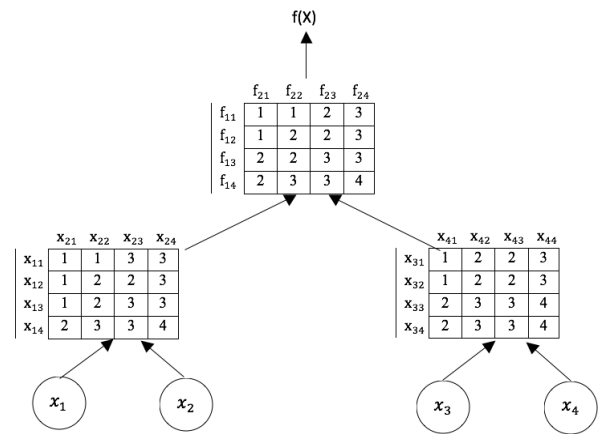 f(X)
f₂₁ f₂₂ f₂₃ f₂₄
f₁₁ 1 1 2 3
f₁₂ 1 2 2 3
f₁₃ 2 2 3 3
f₁₄ 2 3 3 4
x₂₁ x₂₂ x₂₃ x₂₄
x₁₁ 1 1 3 3
x₁₂ 1 2 2 3
x₁₃ 1 2 3 3
x₁₄ 2 3 3 4
x₄₁ x₄₂ x₄₃ x₄₄
x₃₁ 1 2 2 3
x₃₂ 1 2 2 3
x₃₃ 2 3 3 4
x₃₄ 2 3 3 4
x₁ x₂ x₃ x₄